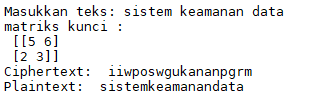 Masukkan teks: sistem keamanan data
matriks kunci :
[[5 6]
[2 3]]
Ciphertext: iiwposwgukananpgrm
Plaintext: sistemkeamanandata